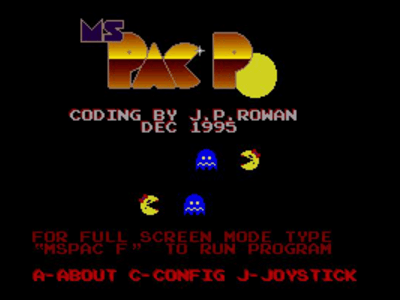 MS
PAC P
CODING BY J.P.ROWAN
DEC 1995
FOR FULL SCREEN MODE TYPE
"MSPAC F" TO RUN PROGRAM
A-ABOUT C-CONFIG J-JOYSTICK